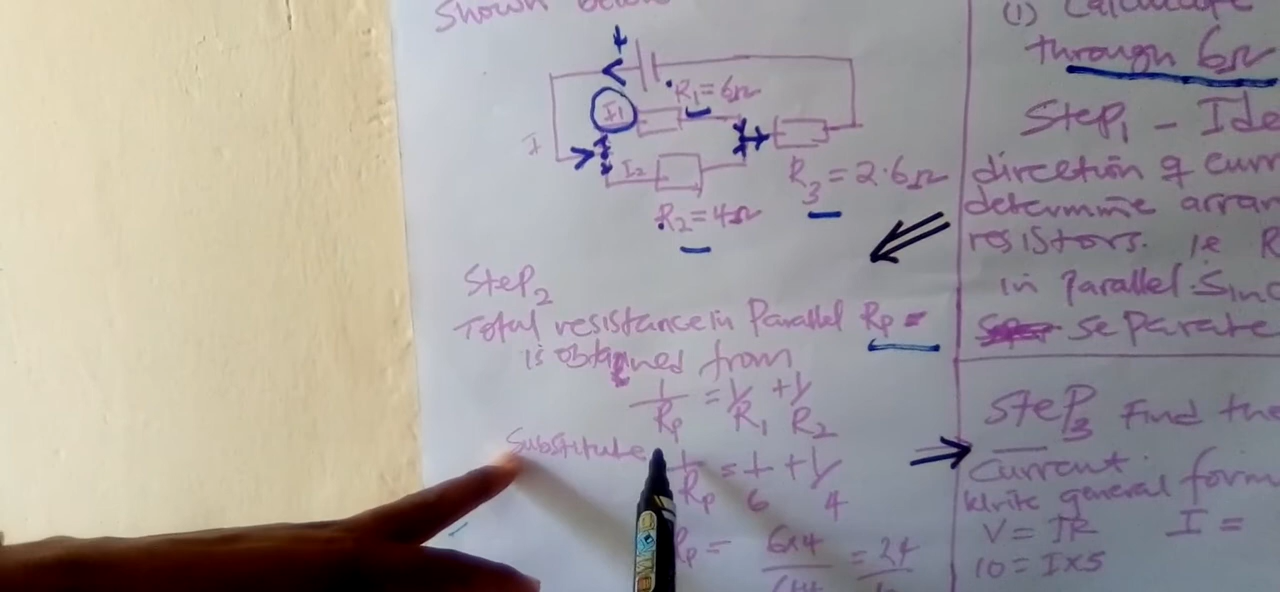 Shown below
R1=6Ω
I1
I
I2
R3=2.6Ω
R2=4Ω
Step2
Total resistance in Parallel Rp=
is obtained from
1/Rp = 1/R1 + 1/R2
Substitute 1/Rp = 1/6 + 1/4
Rp = 6x4 = 24
(1) Calculate
through 6Ω
Step1 - Ide
direction of curr
determine arran
resistors. ie R
in Parallel. Sinc
separate
Step3 Find the
Current.
Write general form
V = IR I =
10 = I x 5